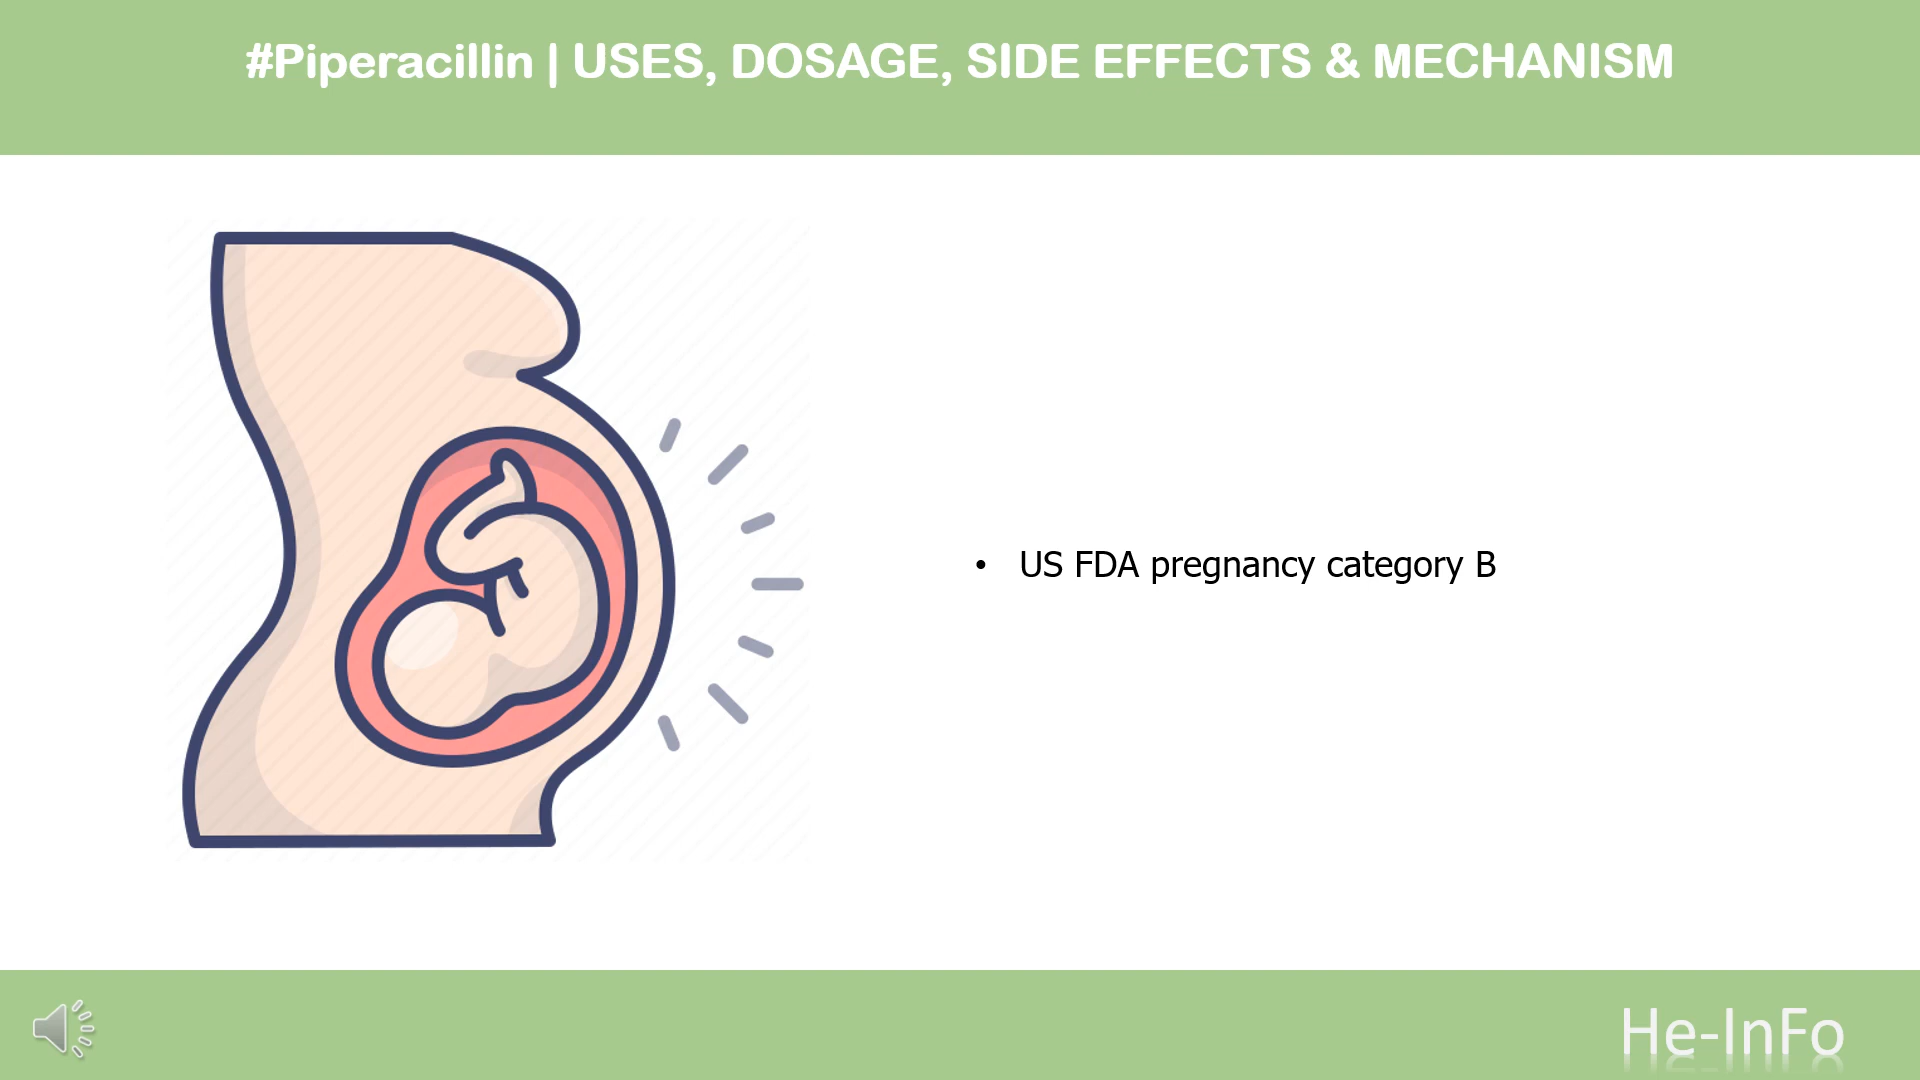 #Piperacillin | USES, DOSAGE, SIDE EFFECTS & MECHANISM
• US FDA pregnancy category B
He-InFo